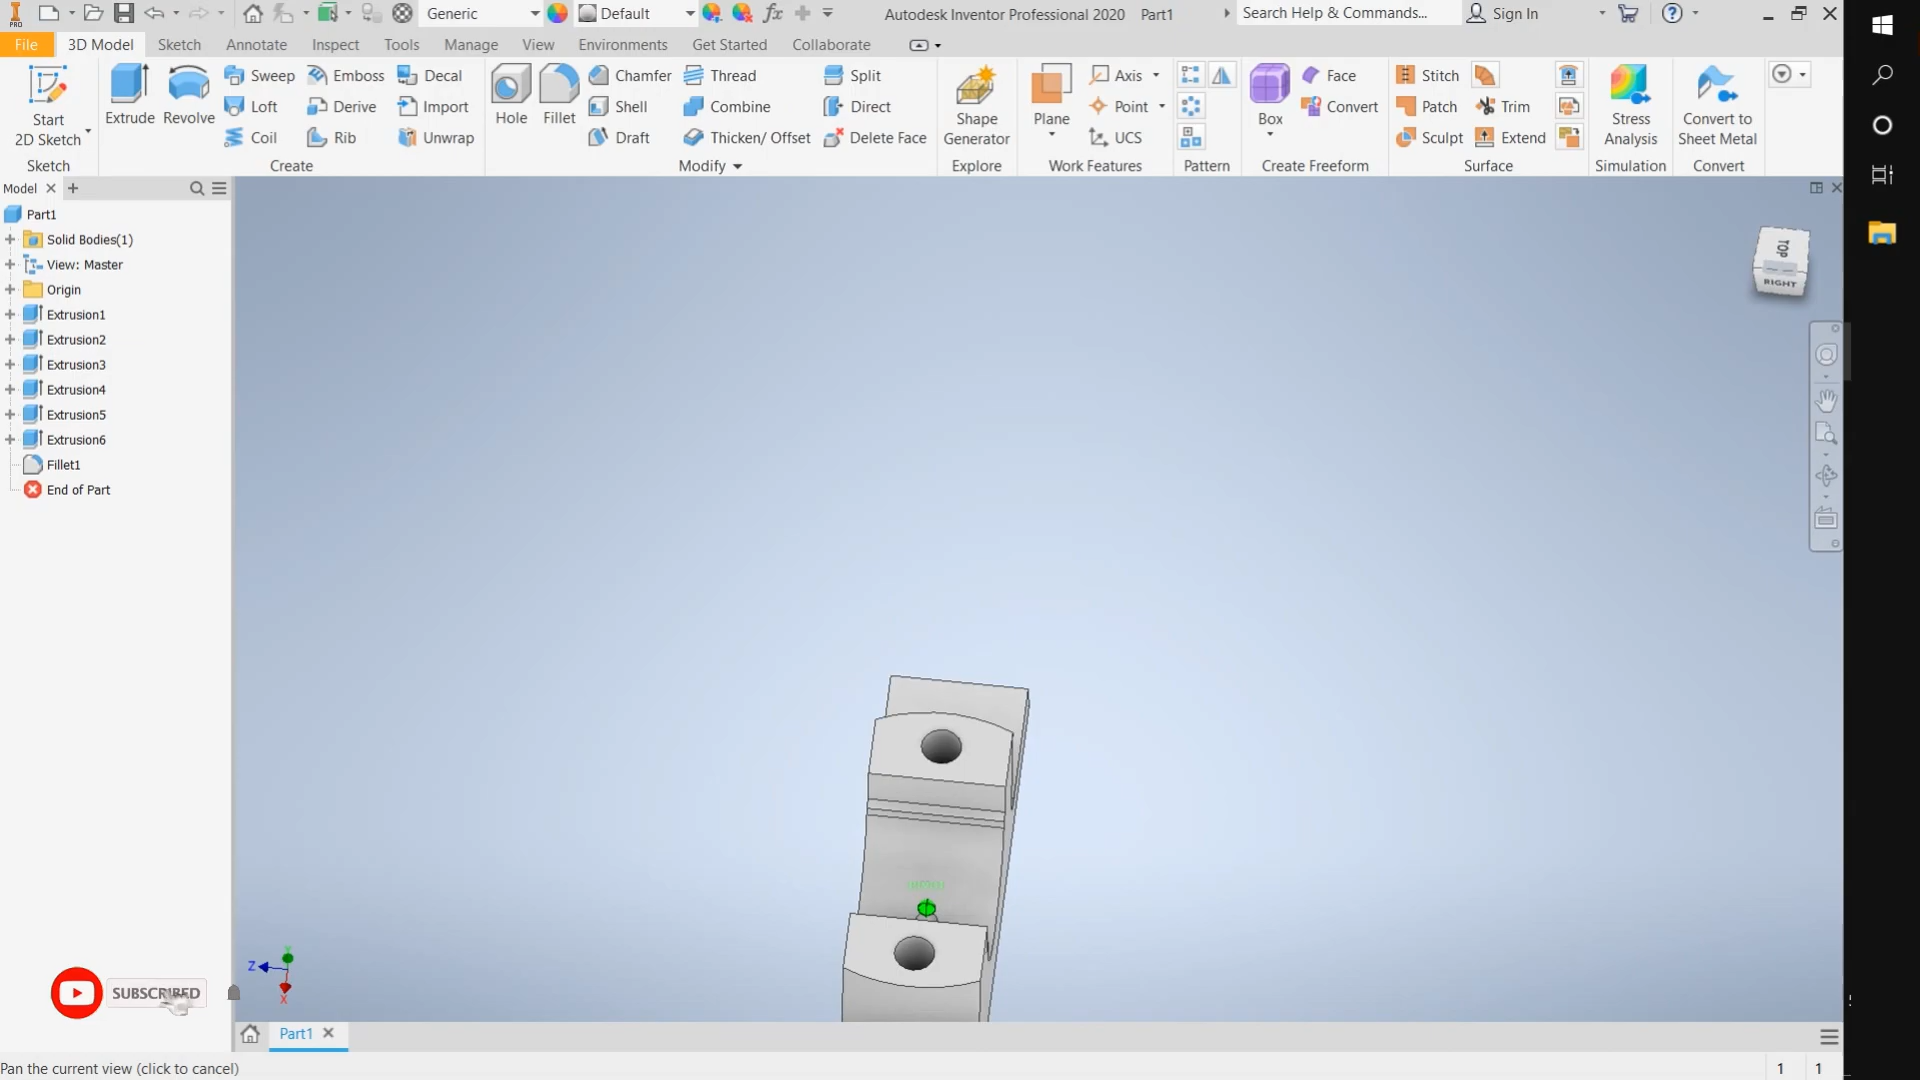 PRO Generic Default fx Autodesk Inventor Professional 2020 Part1 Search Help & Commands... Sign In
File 3D Model Sketch Annotate Inspect Tools Manage View Environments Get Started Collaborate
Start 2D Sketch
Extrude Revolve
Sweep Emboss Decal
Loft Derive Import
Coil Rib Unwrap
Hole Fillet
Chamfer Thread Split
Shell Combine Direct
Draft Thicken/ Offset Delete Face
Shape Generator
Plane
Axis
Point
UCS
Box
Face
Convert
Stitch
Patch Trim
Sculpt Extend
Stress Analysis
Convert to Sheet Metal
Sketch Create Modify Explore Work Features Pattern Create Freeform Surface Simulation Convert
Model
Part1
Solid Bodies(1)
View: Master
Origin
Extrusion1
Extrusion2
Extrusion3
Extrusion4
Extrusion5
Extrusion6
Fillet1
End of Part
TOP
RIGHT
Y
Z
X
SUBSCRIBED
Part1
Pan the current view (click to cancel) 1 1